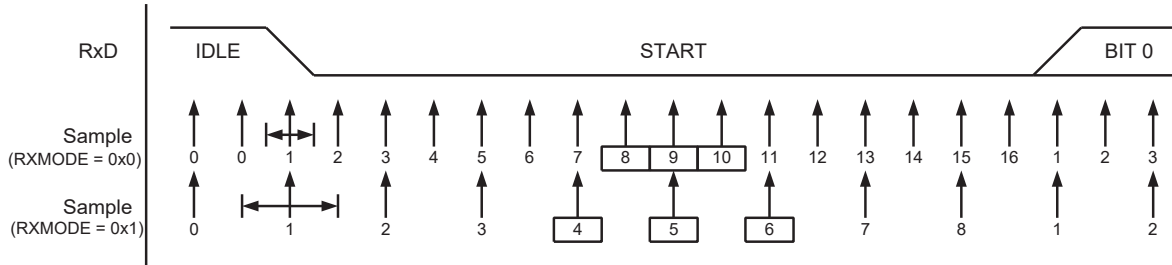 RxD IDLE START BIT 0
Sample
(RXMODE = 0x0)
0 0 1 2 3 4 5 6 7 8 9 10 11 12 13 14 15 16 1 2 3
Sample
(RXMODE = 0x1)
0 1 2 3 4 5 6 7 8 1 2